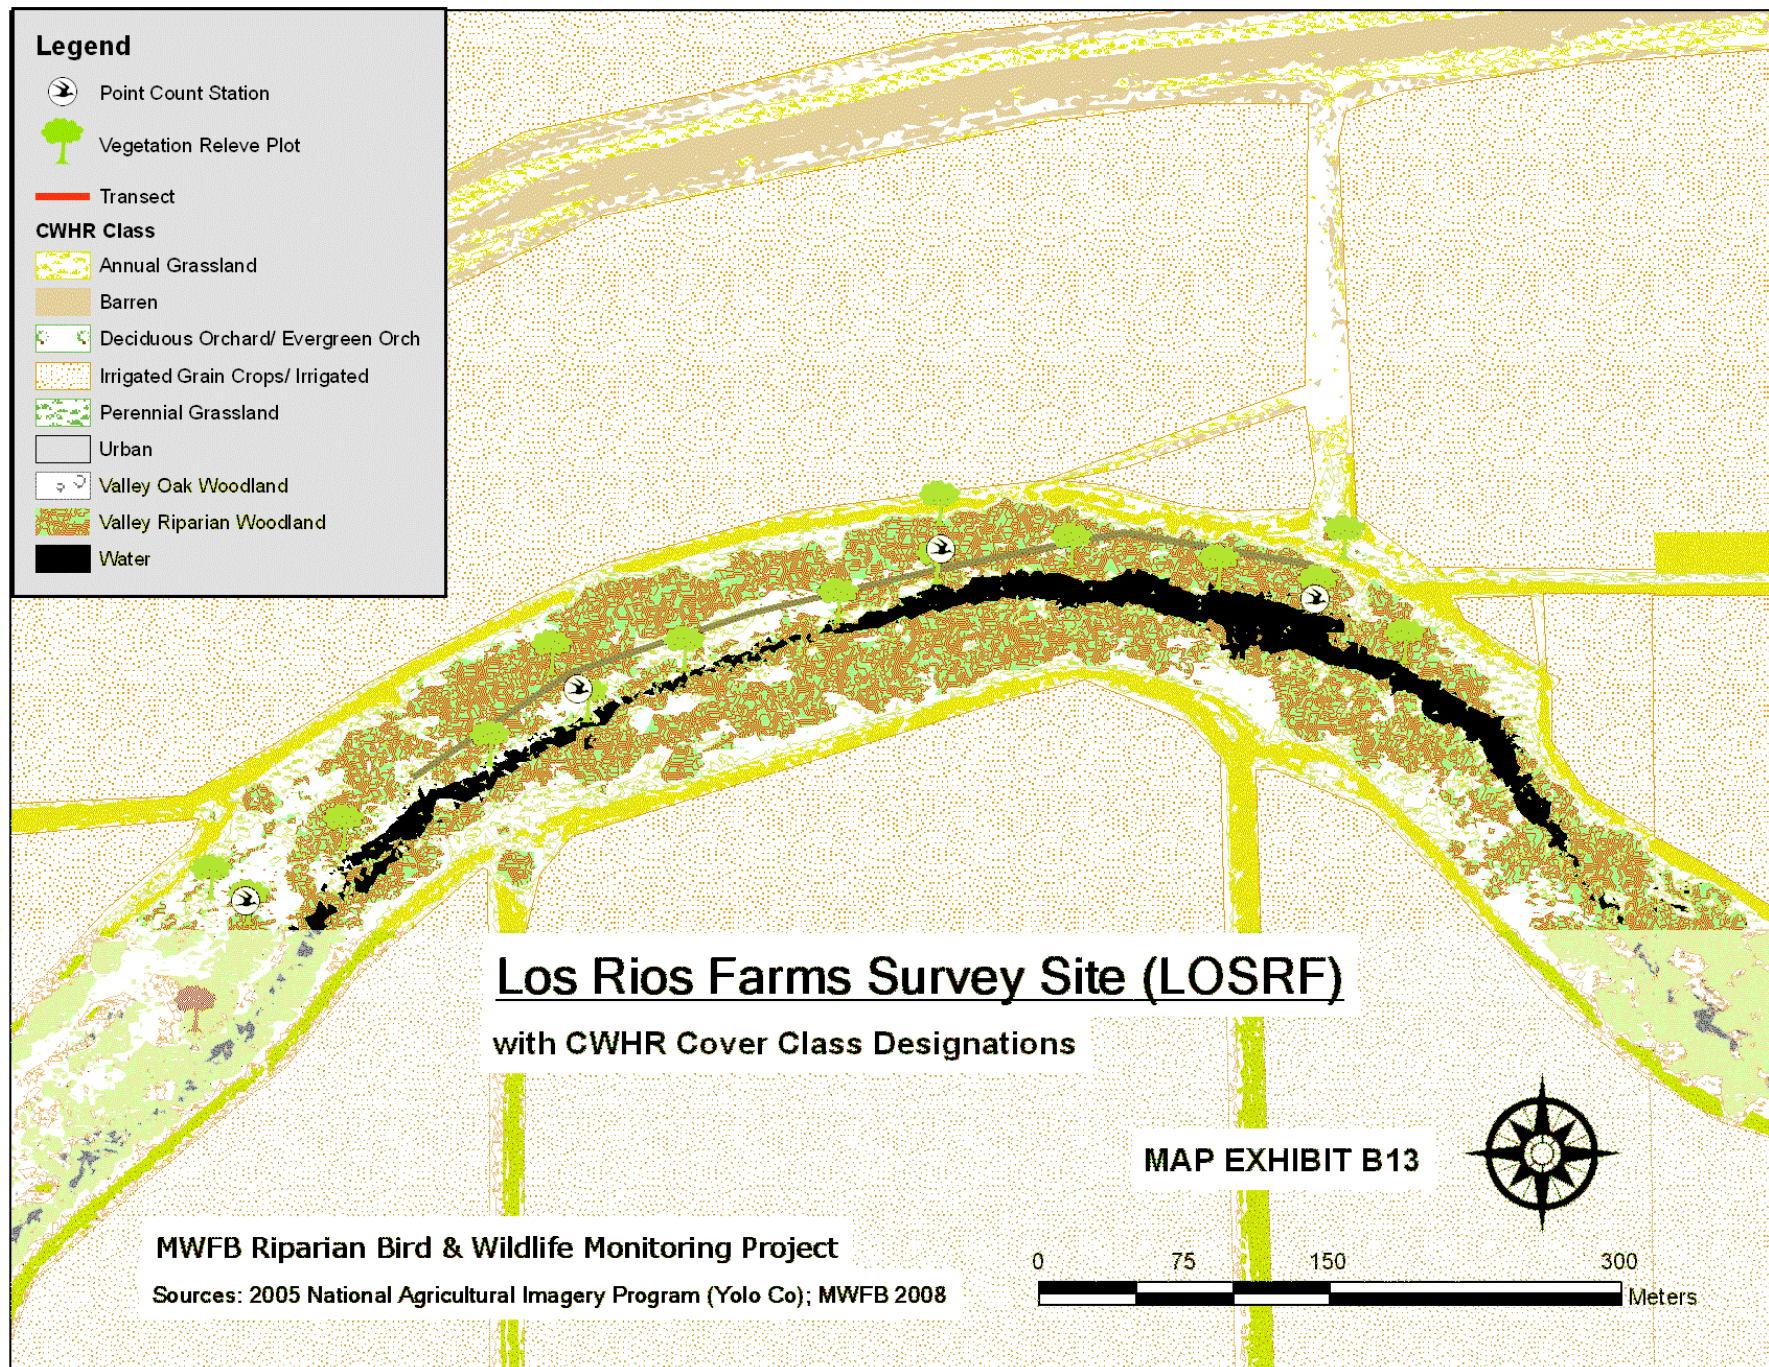 Legend
Point Count Station
Vegetation Releve Plot
Transect
CWHR Class
Annual Grassland
Barren
Deciduous Orchard/ Evergreen Orch
Irrigated Grain Crops/ Irrigated
Perennial Grassland
Urban
Valley Oak Woodland
Valley Riparian Woodland
Water
Los Rios Farms Survey Site (LOSRF)
with CWHR Cover Class Designations
MAP EXHIBIT B13
MWFB Riparian Bird & Wildlife Monitoring Project
Sources: 2005 National Agricultural Imagery Program (Yolo Co); MWFB 2008
0 75 150 300
Meters